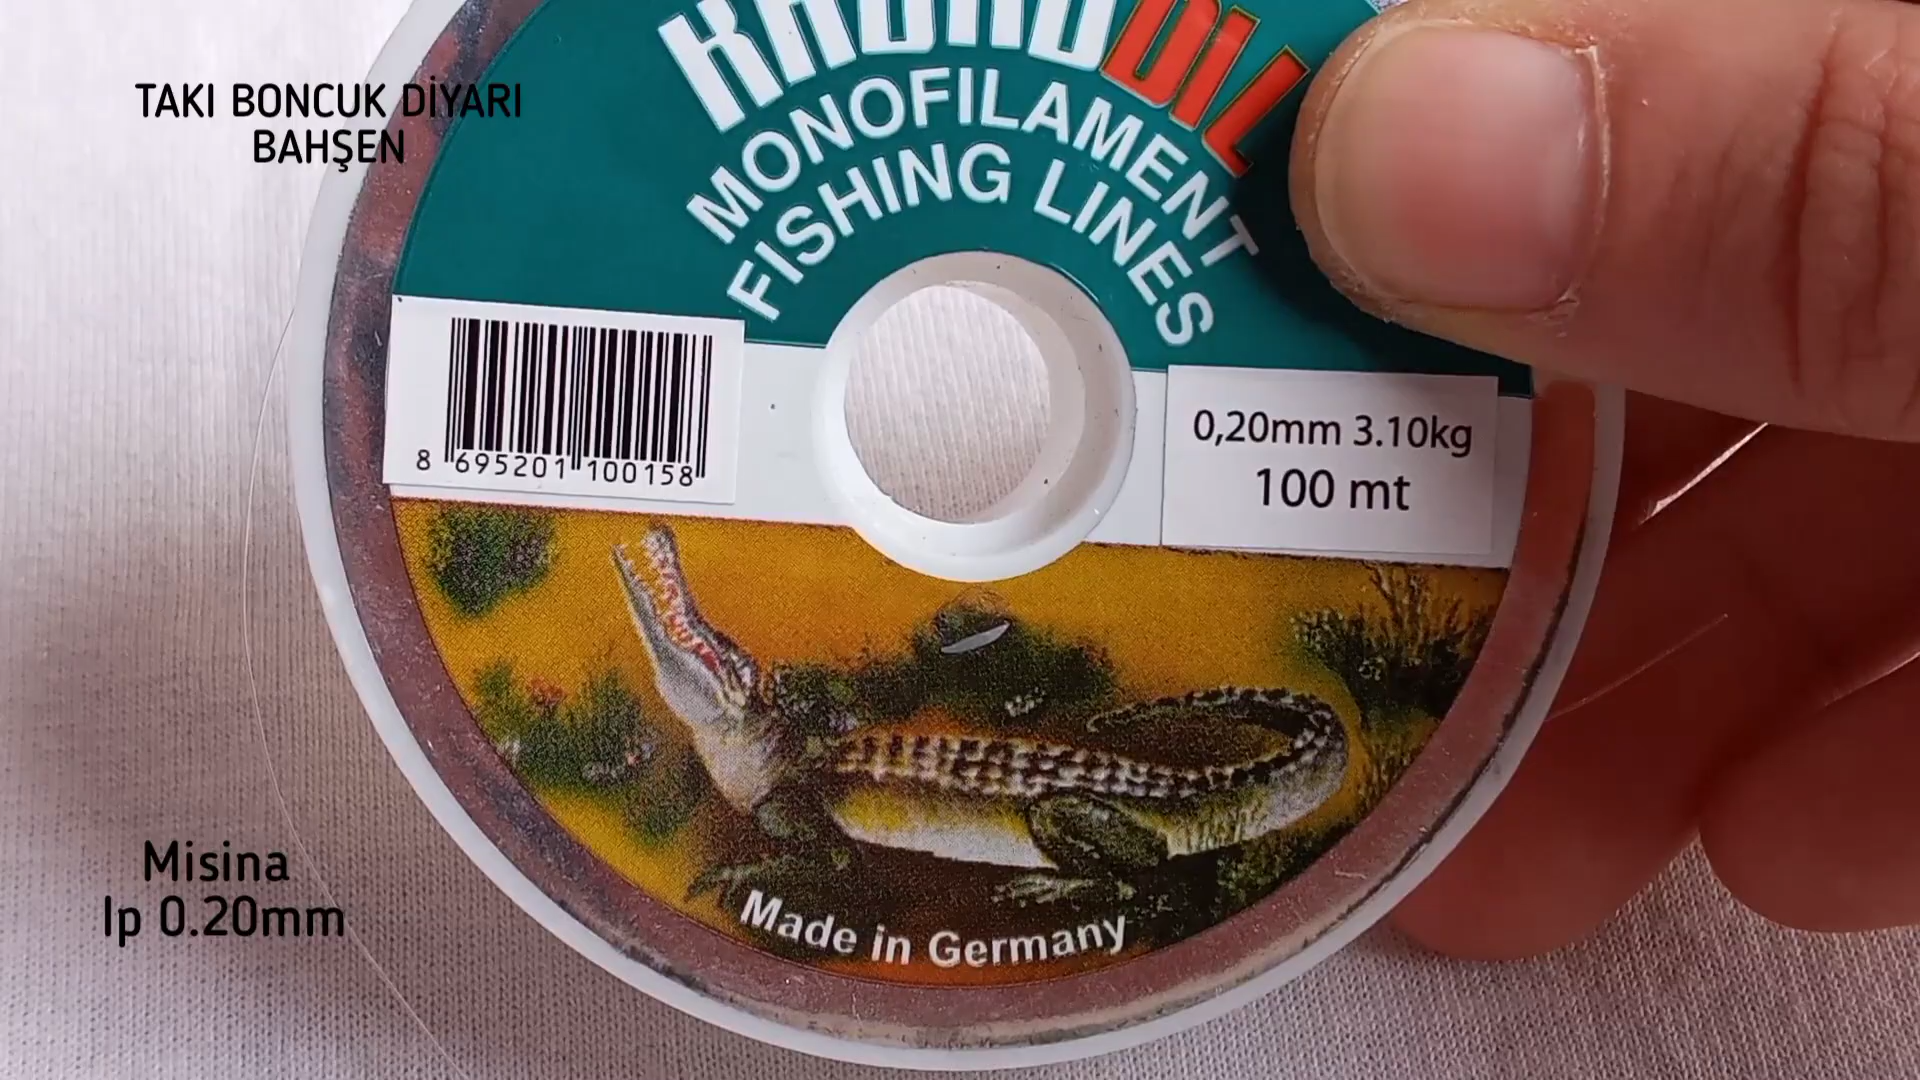 TAKI BONCUK DİYARI
BAHŞEN
KROKODIL
MONOFILAMENT
FISHING LINES
8 695201 100158
0,20mm 3.10kg
100 mt
Made in Germany
Misina
Ip 0.20mm